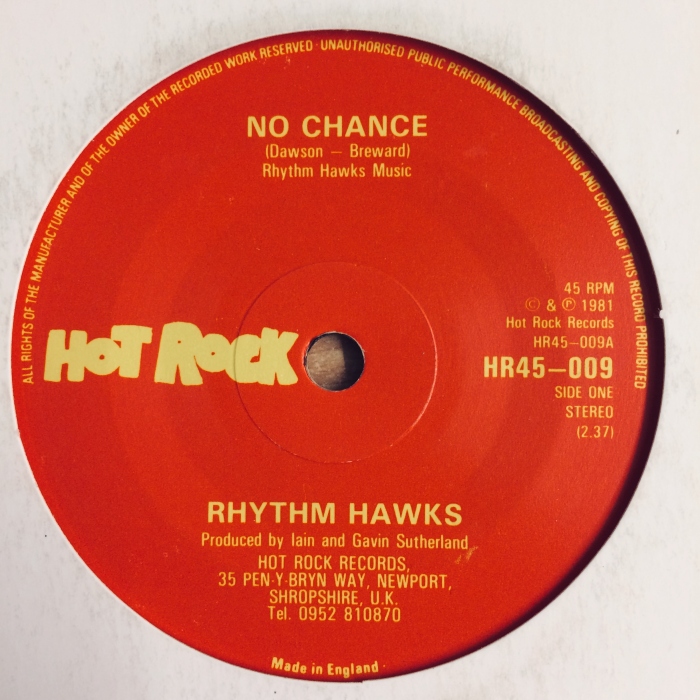 ALL RIGHTS OF THE MANUFACTURER AND OF THE OWNER OF THE RECORDED WORK RESERVED · UNAUTHORISED PUBLIC PERFORMANCE BROADCASTING AND COPYING OF THIS RECORD PROHIBITED
NO CHANCE
(Dawson — Breward)
Rhythm Hawks Music
45 RPM
© & ℗ 1981
Hot Rock Records
HR45—009A
HR45—009
SIDE ONE
STEREO
(2.37)
HOT ROCK
RHYTHM HAWKS
Produced by Iain and Gavin Sutherland
HOT ROCK RECORDS,
35 PEN-Y-BRYN WAY, NEWPORT,
SHROPSHIRE, U.K.
Tel. 0952 810870
Made in England ·